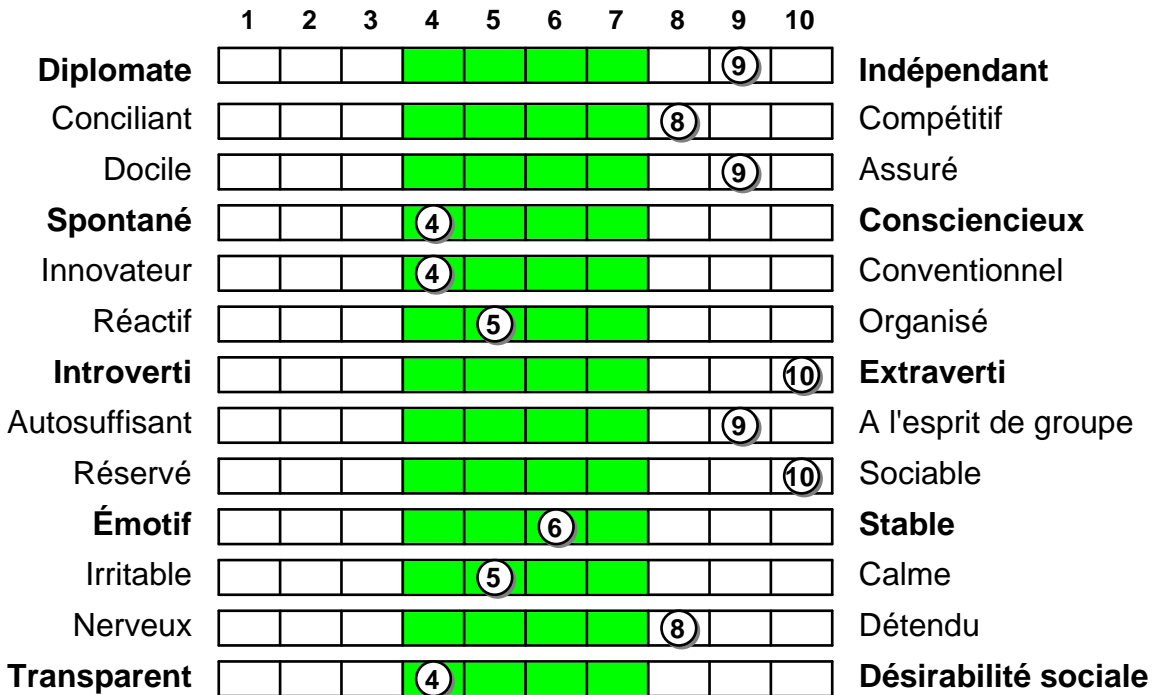 1 2 3 4 5 6 7 8 9 10
Diplomate 9 Indépendant
Conciliant 8 Compétitif
Docile 9 Assuré
Spontané 4 Consciencieux
Innovateur 4 Conventionnel
Réactif 5 Organisé
Introverti 10 Extraverti
Autosuffisant 9 A l'esprit de groupe
Réservé 10 Sociable
Émotif 6 Stable
Irritable 5 Calme
Nerveux 8 Détendu
Transparent 4 Désirabilité sociale